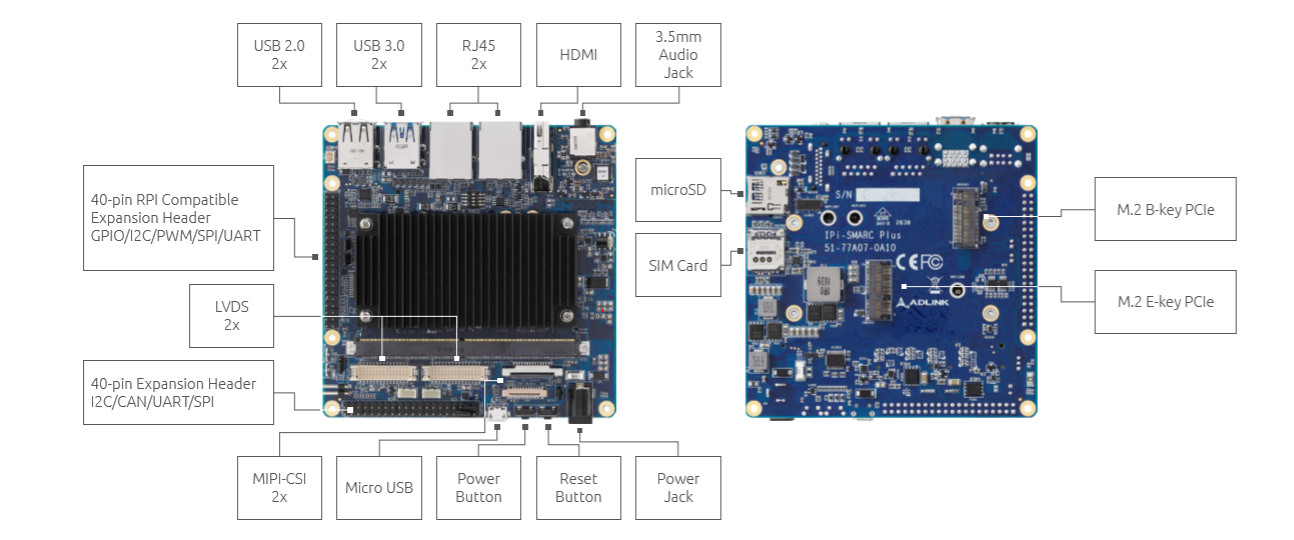 USB 2.0
2x
USB 3.0
2x
RJ45
2x
HDMI
3.5mm
Audio
Jack
40-pin RPI Compatible
Expansion Header
GPIO/I2C/PWM/SPI/UART
LVDS
2x
40-pin Expansion Header
I2C/CAN/UART/SPI
MIPI-CSI
2x
Micro USB
Power
Button
Reset
Button
Power
Jack
microSD
SIM Card
M.2 B-key PCIe
M.2 E-key PCIe
S/N
IPi-SMARC Plus
51-77A07-0A10
CE FC
ADLINK